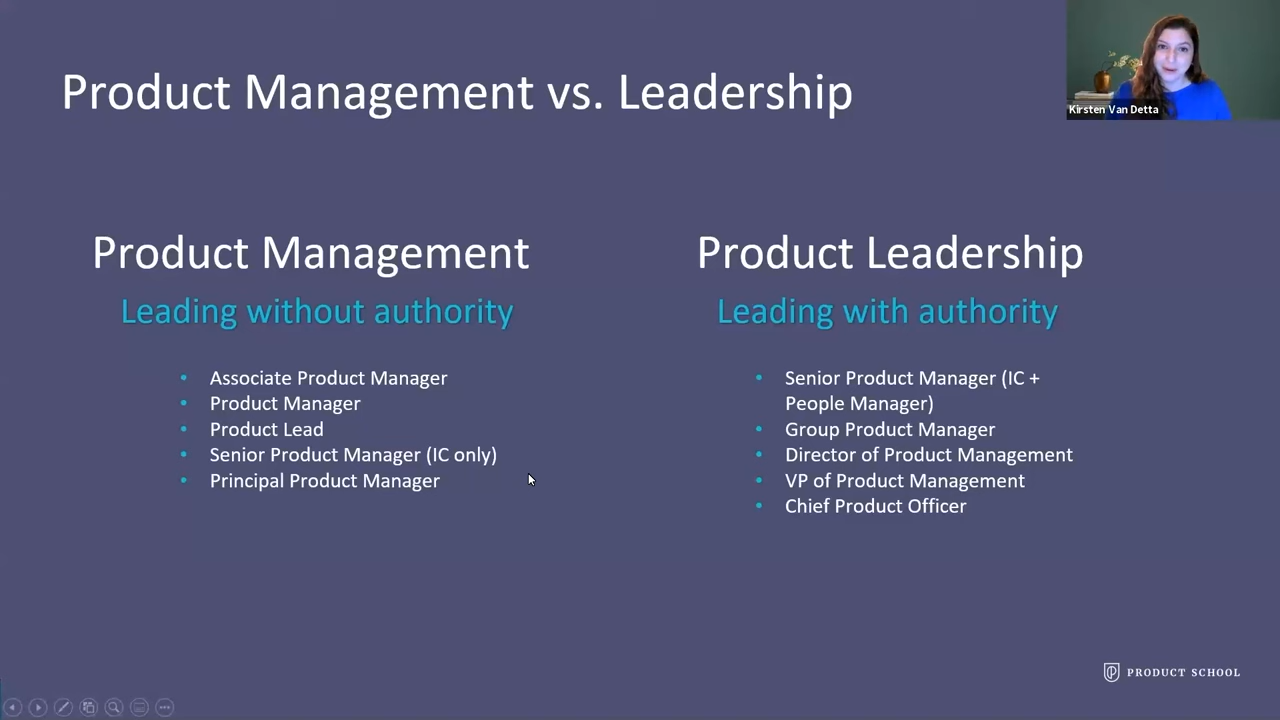 Product Management vs. Leadership
Kirsten Van Detta
Product Management
Leading without authority
• Associate Product Manager
• Product Manager
• Product Lead
• Senior Product Manager (IC only)
• Principal Product Manager
Product Leadership
Leading with authority
• Senior Product Manager (IC +
People Manager)
• Group Product Manager
• Director of Product Management
• VP of Product Management
• Chief Product Officer
PRODUCT SCHOOL